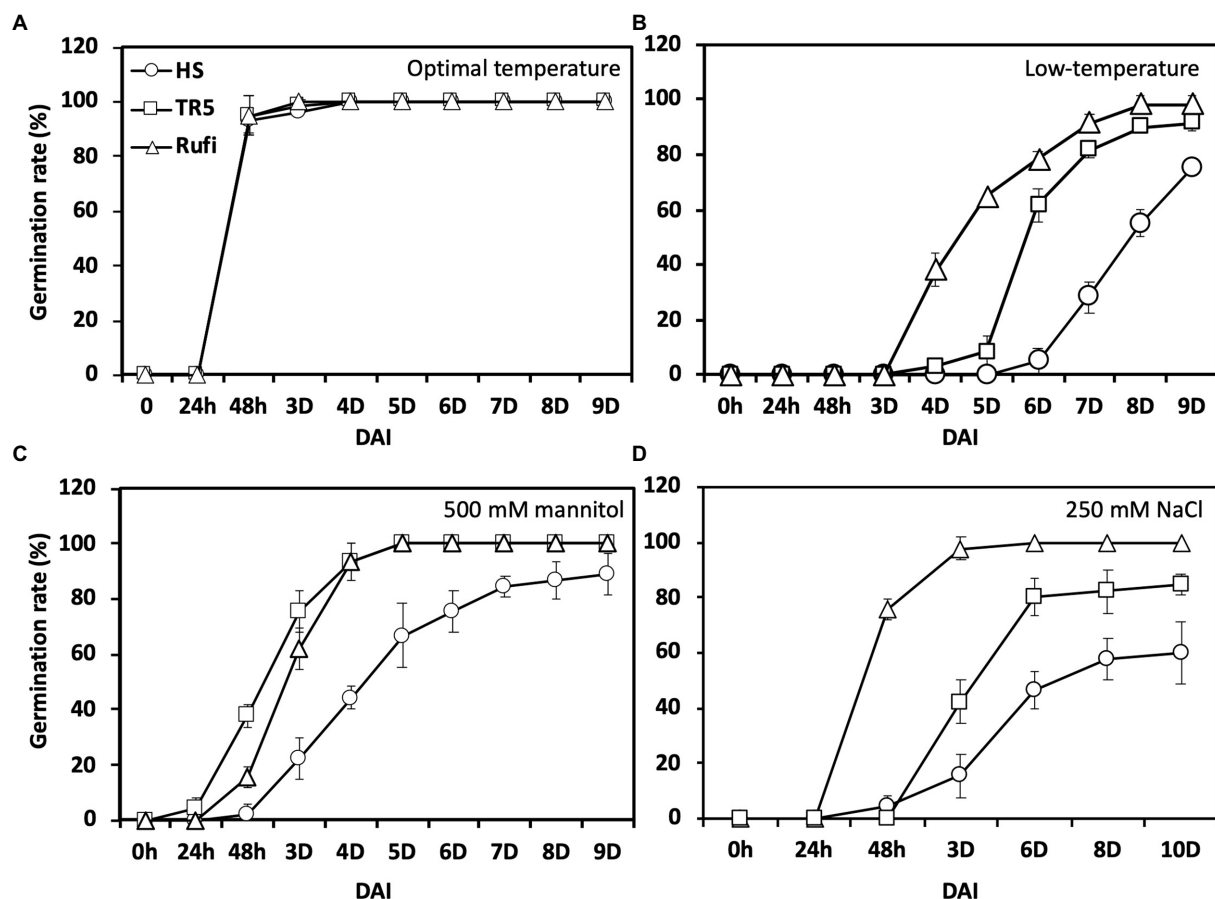 A
Germination rate (%)
120
100
80
60
40
20
0
HS
TR5
Rufi
Optimal temperature
0 24h 48h 3D 4D 5D 6D 7D 8D 9D
DAI
B
120
100
80
60
40
20
0
Low-temperature
0h 24h 48h 3D 4D 5D 6D 7D 8D 9D
DAI
C
Germination rate (%)
120
100
80
60
40
20
0
500 mM mannitol
0h 24h 48h 3D 4D 5D 6D 7D 8D 9D
DAI
D
120
100
80
60
40
20
0
250 mM NaCl
0h 24h 48h 3D 6D 8D 10D
DAI